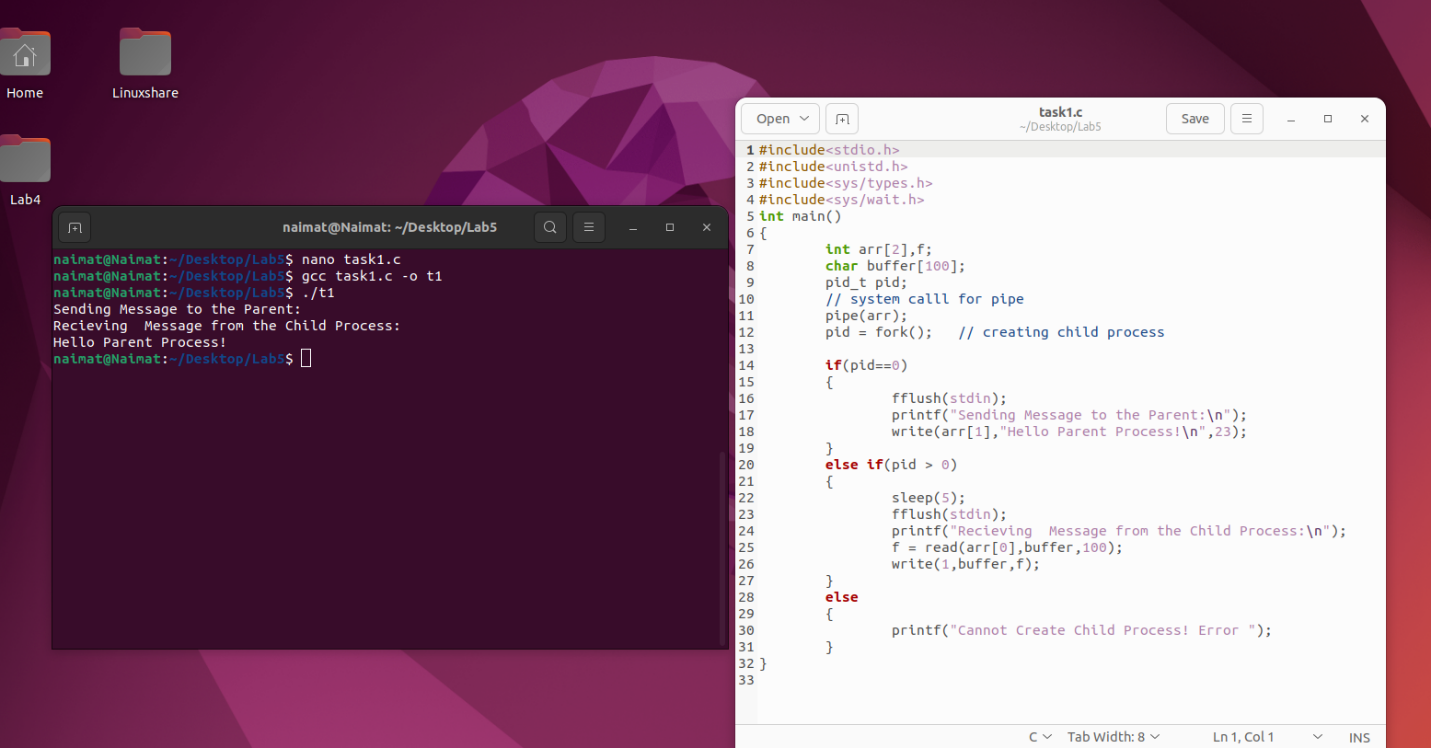 Home
Linuxshare
Lab4
naimat@Naimat: ~/Desktop/Lab5
naimat@Naimat:~/Desktop/Lab5$ nano task1.c
naimat@Naimat:~/Desktop/Lab5$ gcc task1.c -o t1
naimat@Naimat:~/Desktop/Lab5$ ./t1
Sending Message to the Parent:
Recieving  Message from the Child Process:
Hello Parent Process!
naimat@Naimat:~/Desktop/Lab5$
Open
task1.c
~/Desktop/Lab5
Save
1 #include<stdio.h>
2 #include<unistd.h>
3 #include<sys/types.h>
4 #include<sys/wait.h>
5 int main()
6 {
7         int arr[2],f;
8         char buffer[100];
9         pid_t pid;
10         // system calll for pipe
11         pipe(arr);
12         pid = fork();   // creating child process
13
14         if(pid==0)
15         {
16                 fflush(stdin);
17                 printf("Sending Message to the Parent:\n");
18                 write(arr[1],"Hello Parent Process!\n",23);
19         }
20         else if(pid > 0)
21         {
22                 sleep(5);
23                 fflush(stdin);
24                 printf("Recieving  Message from the Child Process:\n");
25                 f = read(arr[0],buffer,100);
26                 write(1,buffer,f);
27         }
28         else
29         {
30                 printf("Cannot Create Child Process! Error ");
31         }
32 }
33
C
Tab Width: 8
Ln 1, Col 1
INS